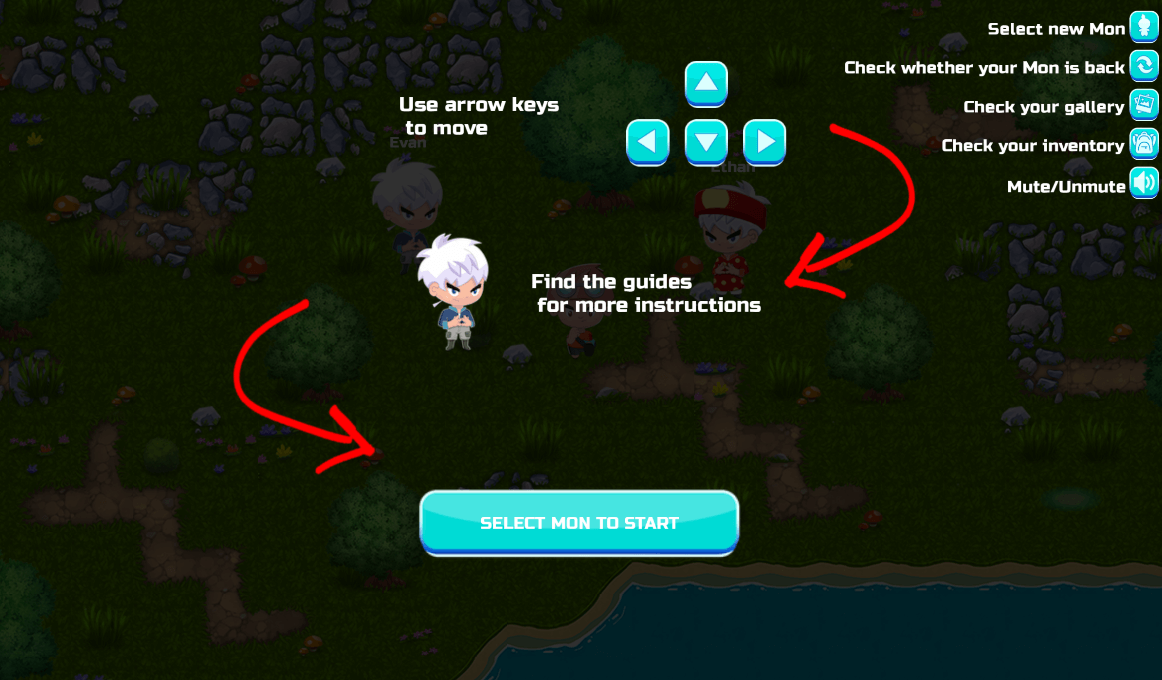 Select new Mon
Check whether your Mon is back
Check your gallery
Check your inventory
Mute/Unmute
Use arrow keys
to move
Evan
Ethan
Find the guides
for more instructions
SELECT MON TO START